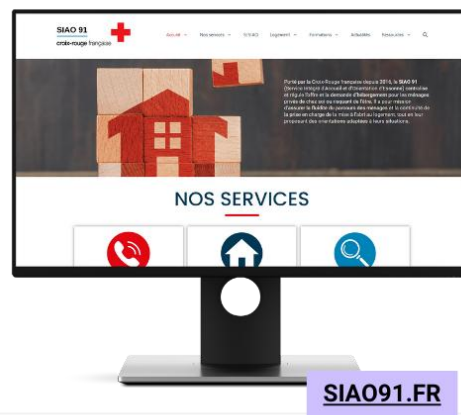 SIAO 91
croix-rouge française
Accueil
Nos services
SI-SIAO
Logement
Formations
Actualités
Ressources
Porté par la Croix-Rouge française depuis 2010, le SIAO 91
(Service Intégré d'Accueil et d'Orientation d'Essonne) centralise
et régule l'offre et la demande d'hébergement pour les ménages
privés de chez soi ou risquant de l'être. Il a pour mission
d'assurer la fluidité du parcours des ménages et la continuité de
la prise en charge de la mise à l'abri au logement, tout en leur
proposant des orientations adaptées à leurs situations.
NOS SERVICES
SIAO91.FR